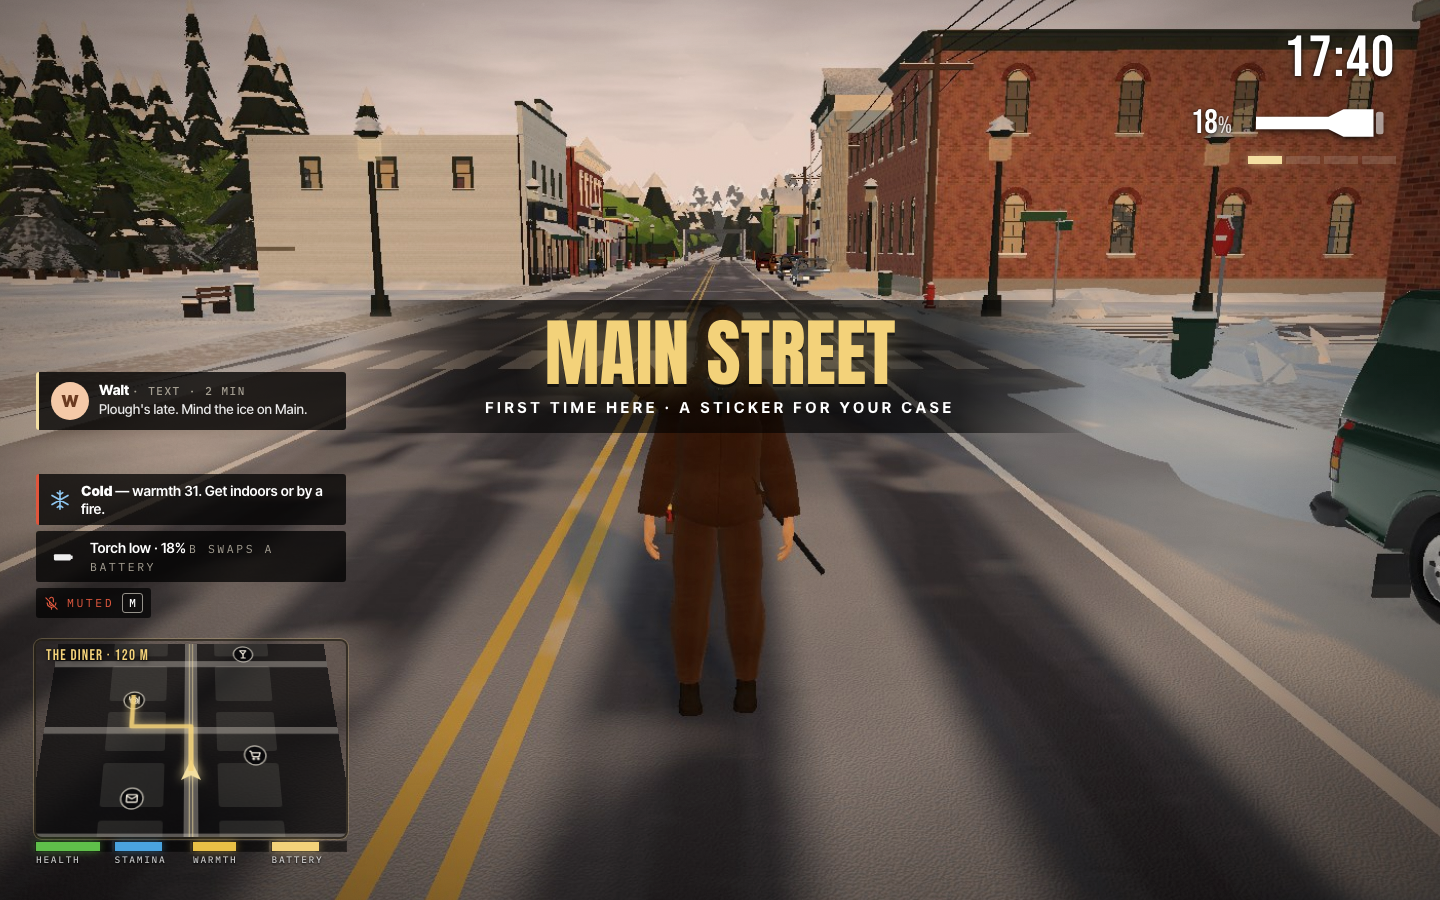 17:40
18%
MAIN STREET
FIRST TIME HERE · A STICKER FOR YOUR CASE
W
Walt · TEXT · 2 MIN
Plough's late. Mind the ice on Main.
Cold — warmth 31. Get indoors or by a
fire.
Torch low · 18% B SWAPS A
BATTERY
MUTED M
THE DINER · 120 M
HEALTH STAMINA WARMTH BATTERY